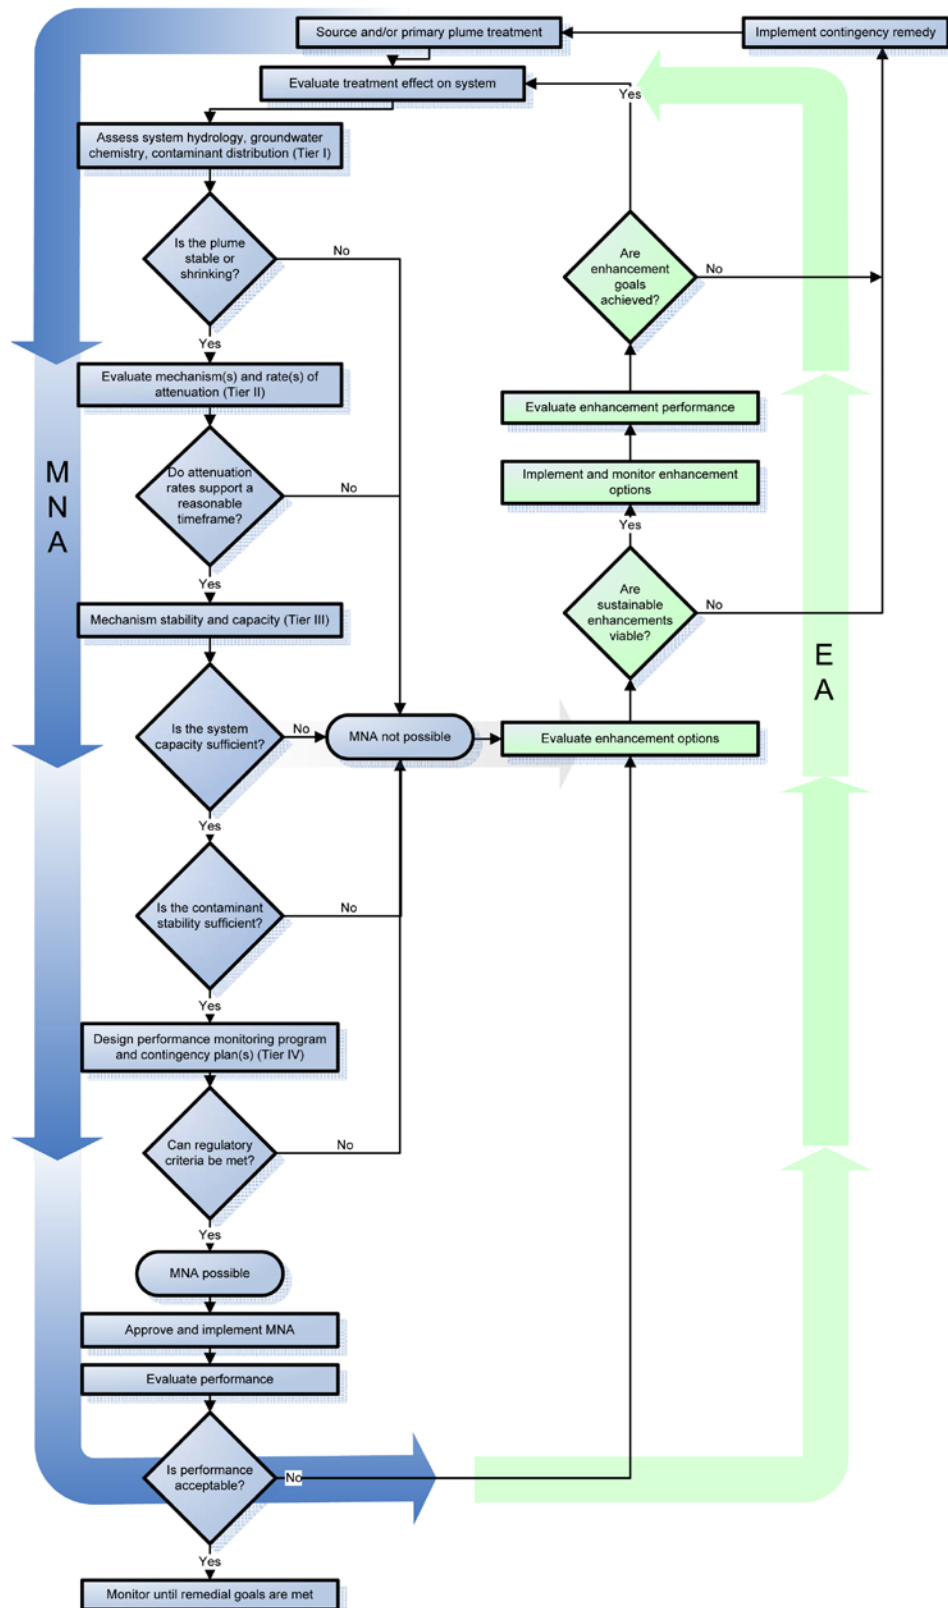 Source and/or primary plume treatment
Implement contingency remedy
Evaluate treatment effect on system
Yes
Assess system hydrology, groundwater
chemistry, contaminant distribution (Tier I)
Is the plume
stable or
shrinking?
No
Are
enhancement
goals
achieved?
No
Yes
Evaluate mechanism(s) and rate(s) of
attenuation (Tier II)
Evaluate enhancement performance
Do attenuation
rates support a
reasonable
timeframe?
No
Implement and monitor enhancement
options
Yes
M
N
A
Yes
Are
sustainable
enhancements
viable?
No
Mechanism stability and capacity (Tier III)
E
A
Is the system
capacity sufficient?
No
MNA not possible
Evaluate enhancement options
Yes
Is the contaminant
stability sufficient?
No
Yes
Design performance monitoring program
and contingency plan(s) (Tier IV)
Can regulatory
criteria be met?
No
Yes
MNA possible
Approve and implement MNA
Evaluate performance
Is performance
acceptable?
No
Yes
Monitor until remedial goals are met